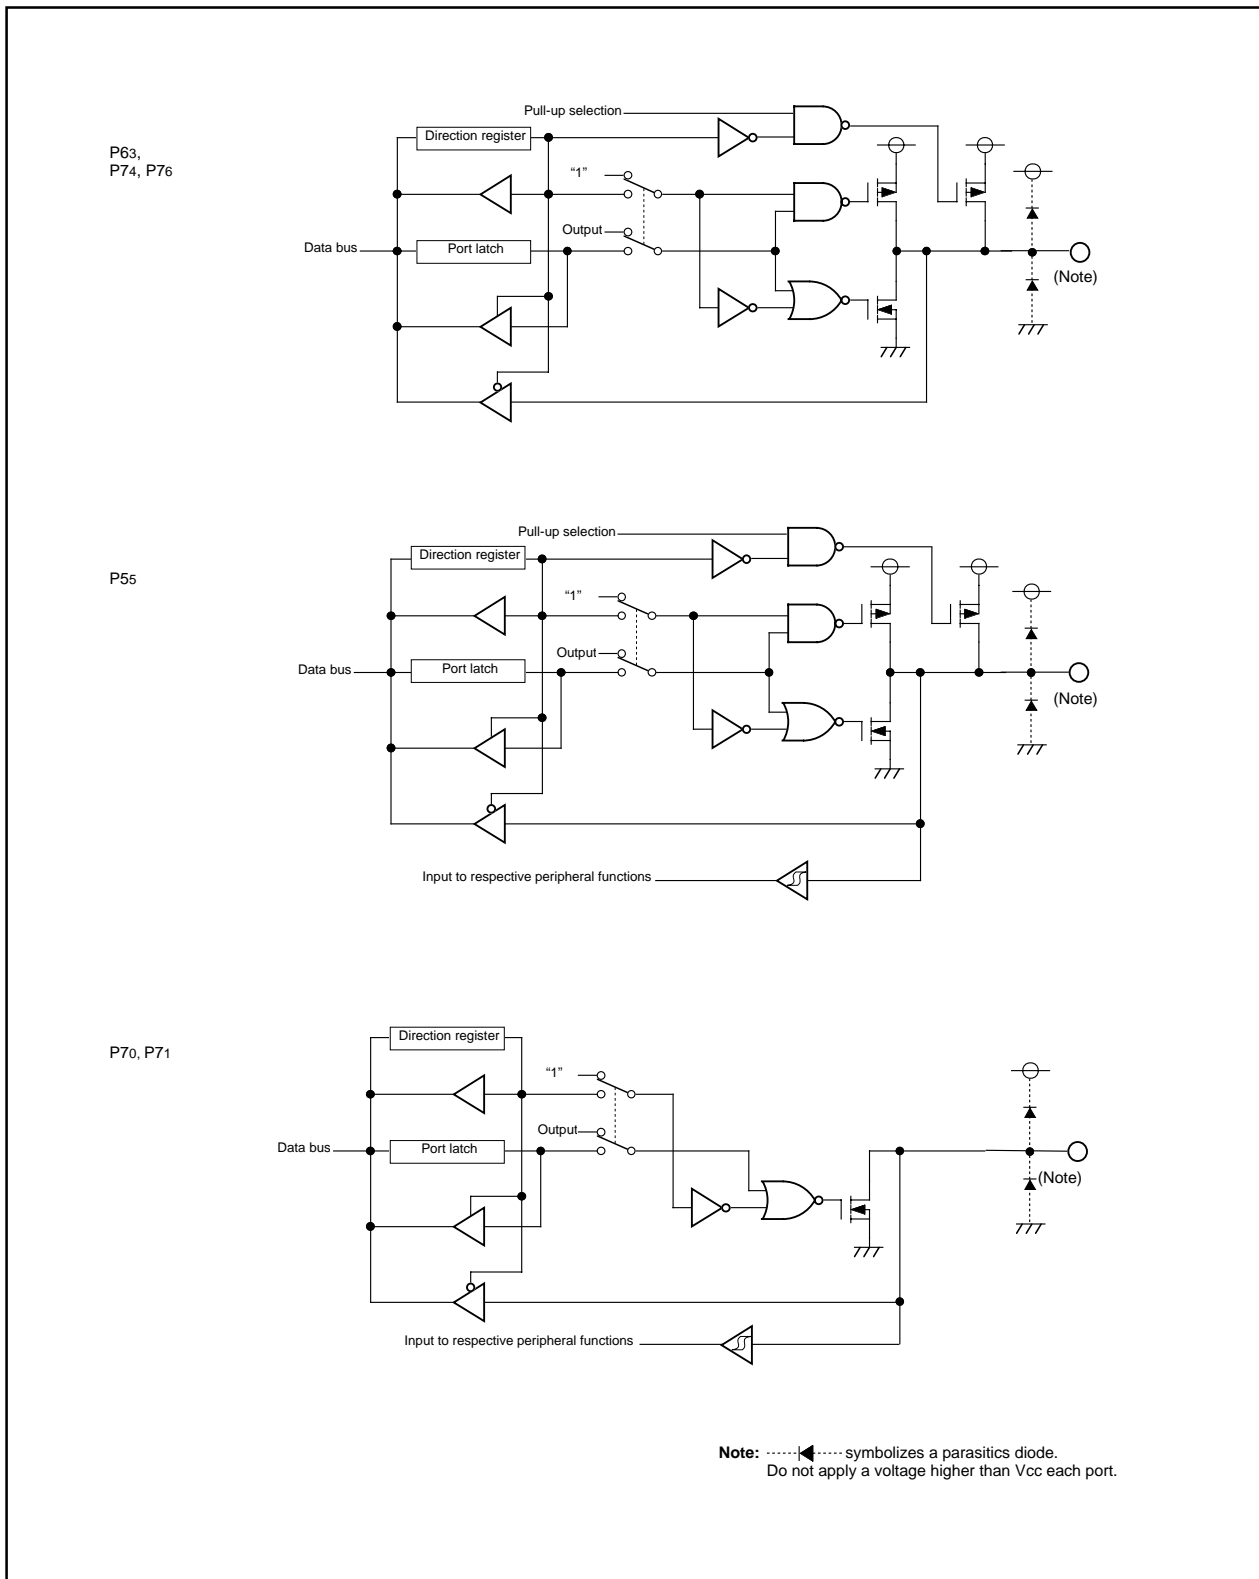 Pull-up selection
Direction register
P63,
P74, P76
“1”
Output
Data bus
Port latch
(Note)
Pull-up selection
Direction register
P55
“1”
Output
Data bus
Port latch
(Note)
Input to respective peripheral functions
Direction register
P70, P71
“1”
Output
Data bus
Port latch
(Note)
Input to respective peripheral functions
Note: symbolizes a parasitics diode.
Do not apply a voltage higher than Vcc each port.